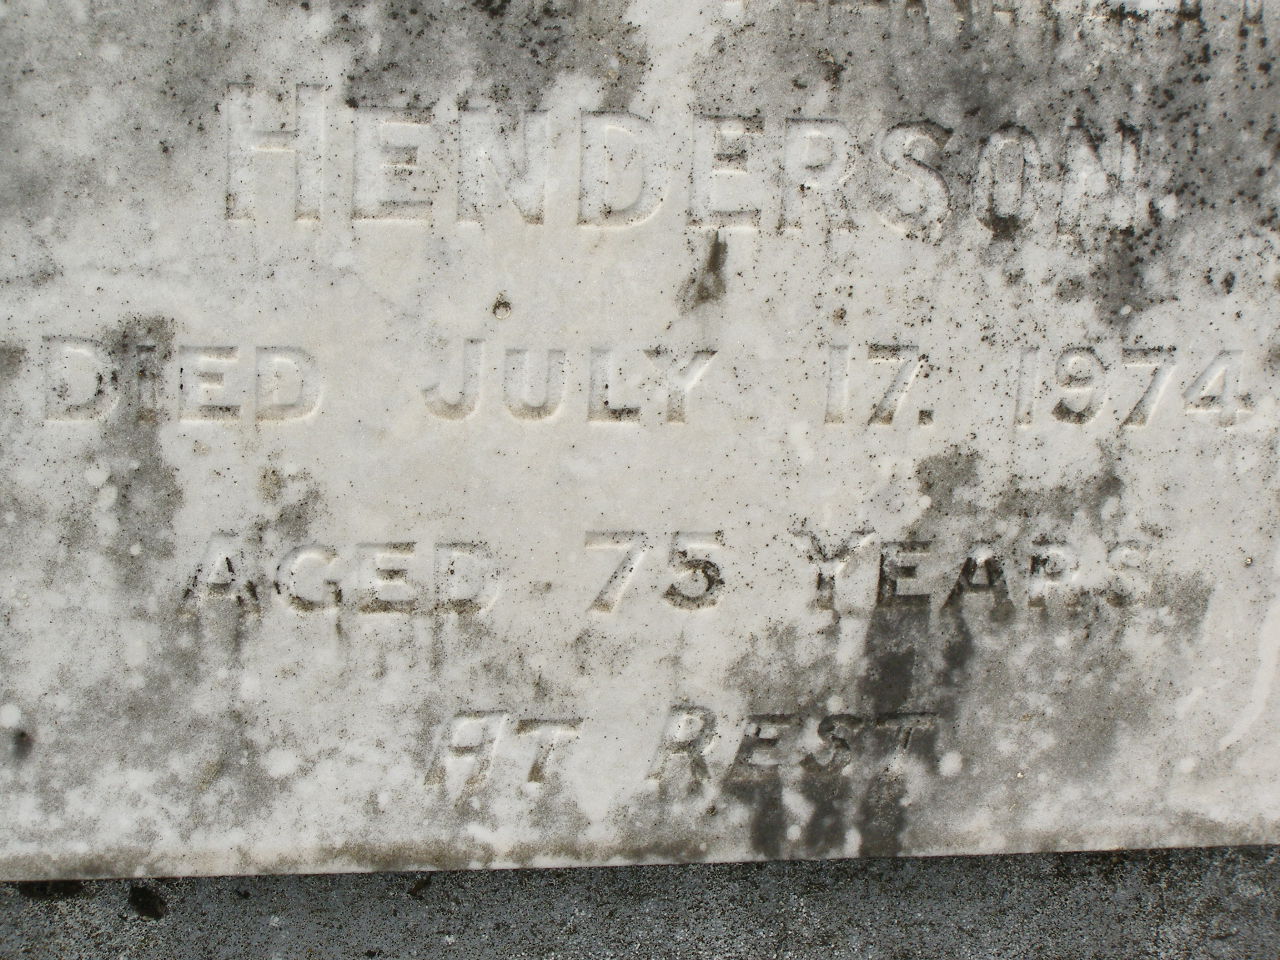 HENDERSON
DIED JULY 17. 1974
AGED 75 YEARS
AT REST